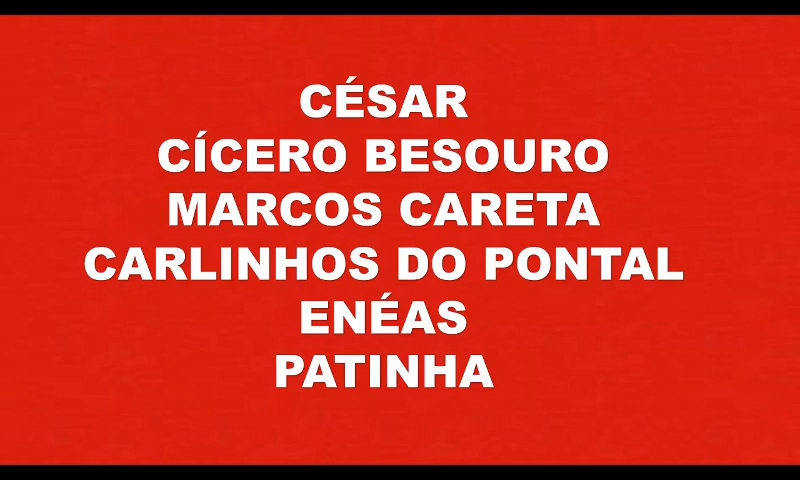 CÉSAR
CÍCERO BESOURO
MARCOS CARETA
CARLINHOS DO PONTAL
ENÉAS
PATINHA